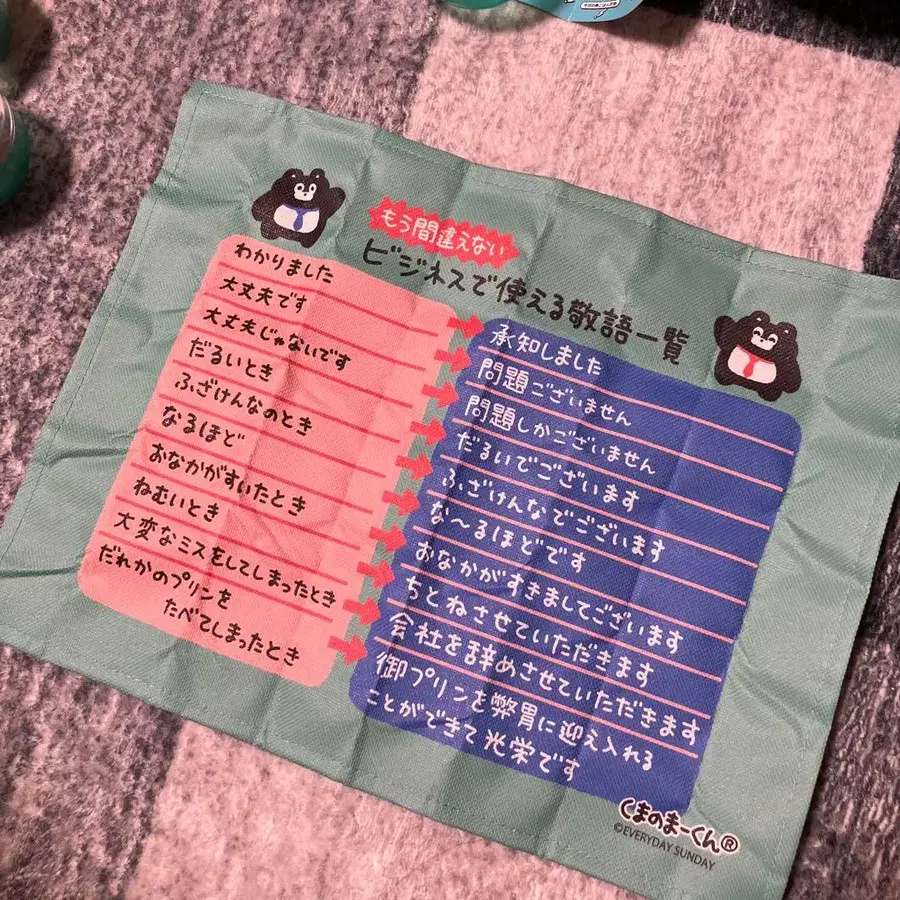 もう間違えない
ビジネスで使える敬語一覧
わかりました
大丈夫です
大丈夫じゃないです
だるいとき
ふざけんなのとき
なるほど
おなかがすいたとき
ねむいとき
大変なミスをしてしまったとき
だれかのプリンを
たべてしまったとき
承知しました
問題ございません
問題しかございません
だるいでございます
ふざけんなでございます
な〜るほどです
おなかがすきましてございます
ちとねさせていただきます
会社を辞めさせていただきます
御プリンを弊胃に迎え入れる
ことができて光栄です
くまのまーくん®
©EVERYDAY SUNDAY